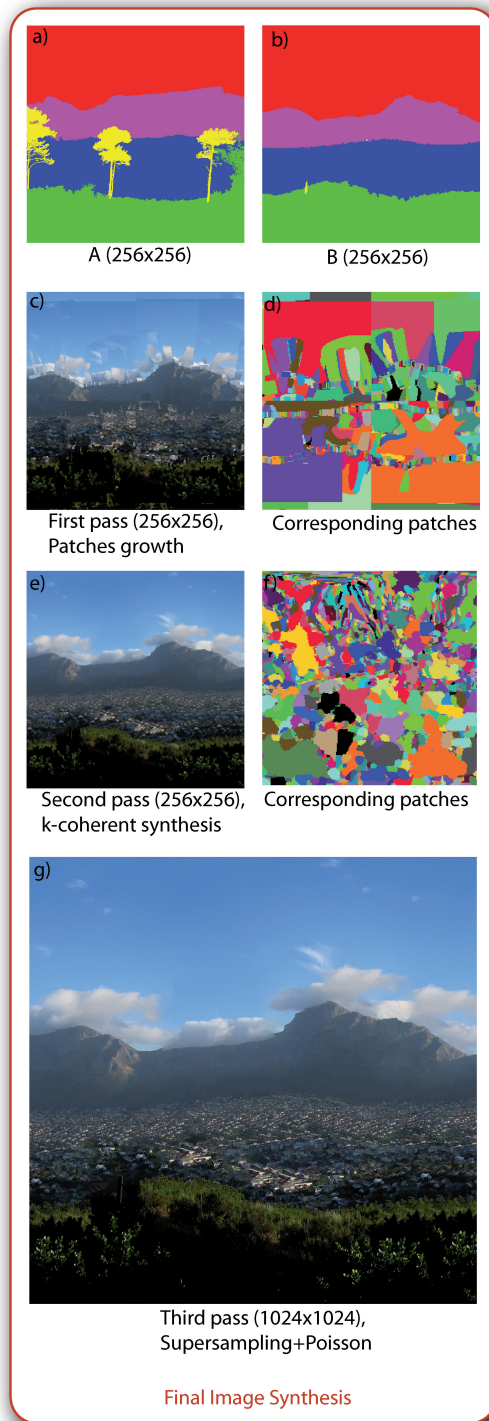 a)
b)
A (256x256)
B (256x256)
c)
d)
First pass (256x256),
Patches growth
Corresponding patches
e)
f)
Second pass (256x256),
k-coherent synthesis
Corresponding patches
g)
Third pass (1024x1024),
Supersampling+Poisson
Final Image Synthesis